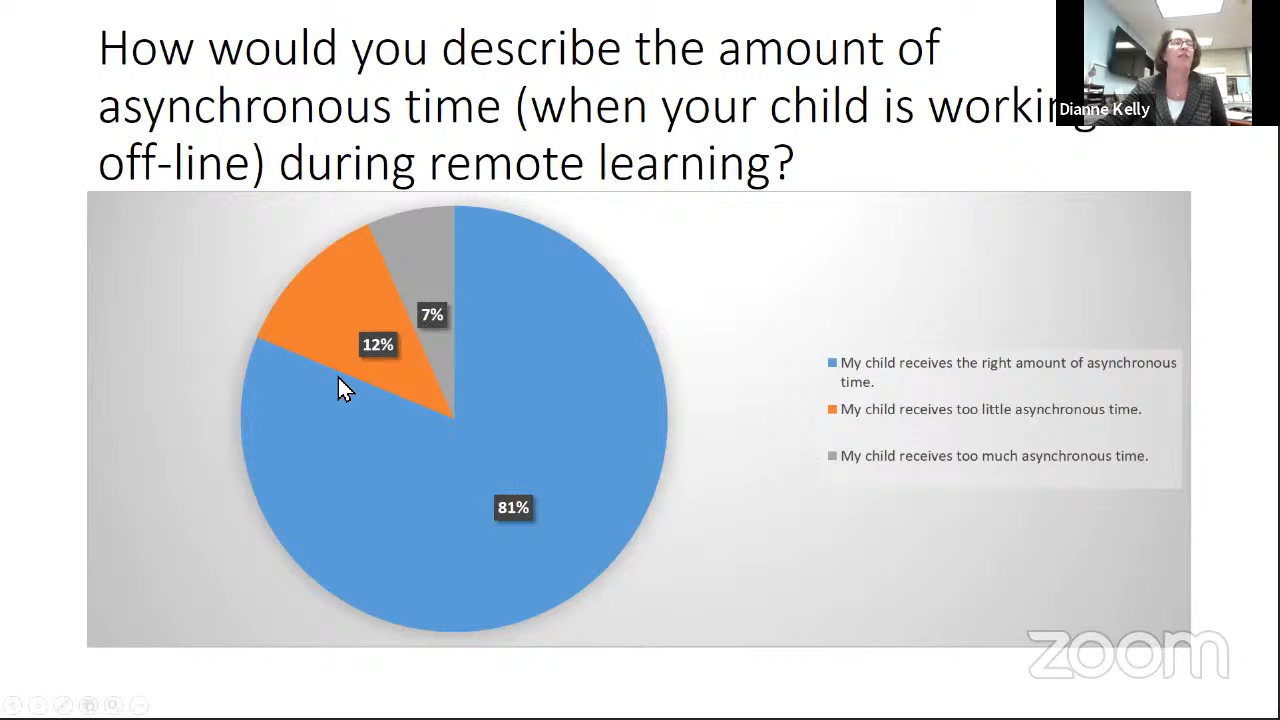 How would you describe the amount of
asynchronous time (when your child is working
off-line) during remote learning?
Dianne Kelly
7%
12%
81%
My child receives the right amount of asynchronous
time.
My child receives too little asynchronous time.
My child receives too much asynchronous time.
zoom